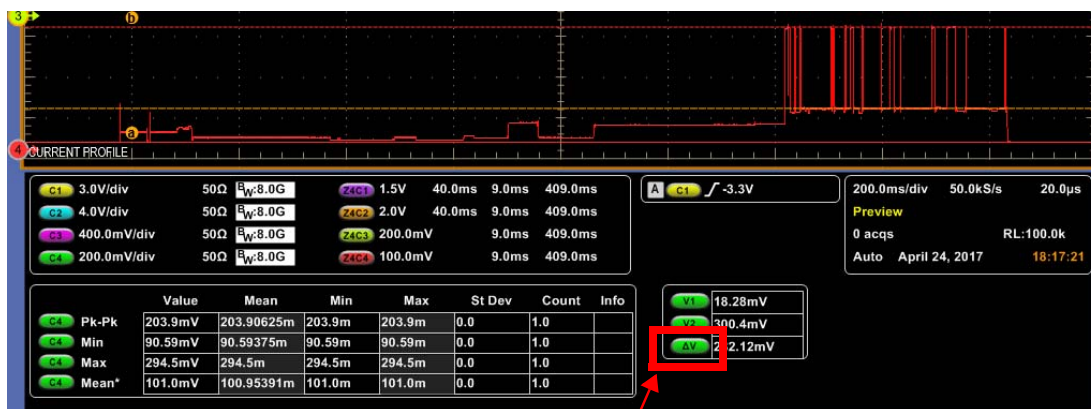 3
b
a
4 CURRENT PROFILE
C1 3.0V/div 50Ω BW:8.0G
C2 4.0V/div 50Ω BW:8.0G
C3 400.0mV/div 50Ω BW:8.0G
C4 200.0mV/div 50Ω BW:8.0G
Z4C1 1.5V 40.0ms 9.0ms 409.0ms
Z4C2 2.0V 40.0ms 9.0ms 409.0ms
Z4C3 200.0mV 9.0ms 409.0ms
Z4C4 100.0mV 9.0ms 409.0ms
A C1 -3.3V
200.0ms/div 50.0kS/s 20.0µs
Preview
0 acqs RL:100.0k
Auto April 24, 2017 18:17:21
Value Mean Min Max St Dev Count Info
C4 Pk-Pk 203.9mV 203.90625m 203.9m 203.9m 0.0 1.0
C4 Min 90.59mV 90.59375m 90.59m 90.59m 0.0 1.0
C4 Max 294.5mV 294.5m 294.5m 294.5m 0.0 1.0
C4 Mean* 101.0mV 100.95391m 101.0m 101.0m 0.0 1.0
V1 18.28mV
V2 300.4mV
ΔV 2 2.12mV